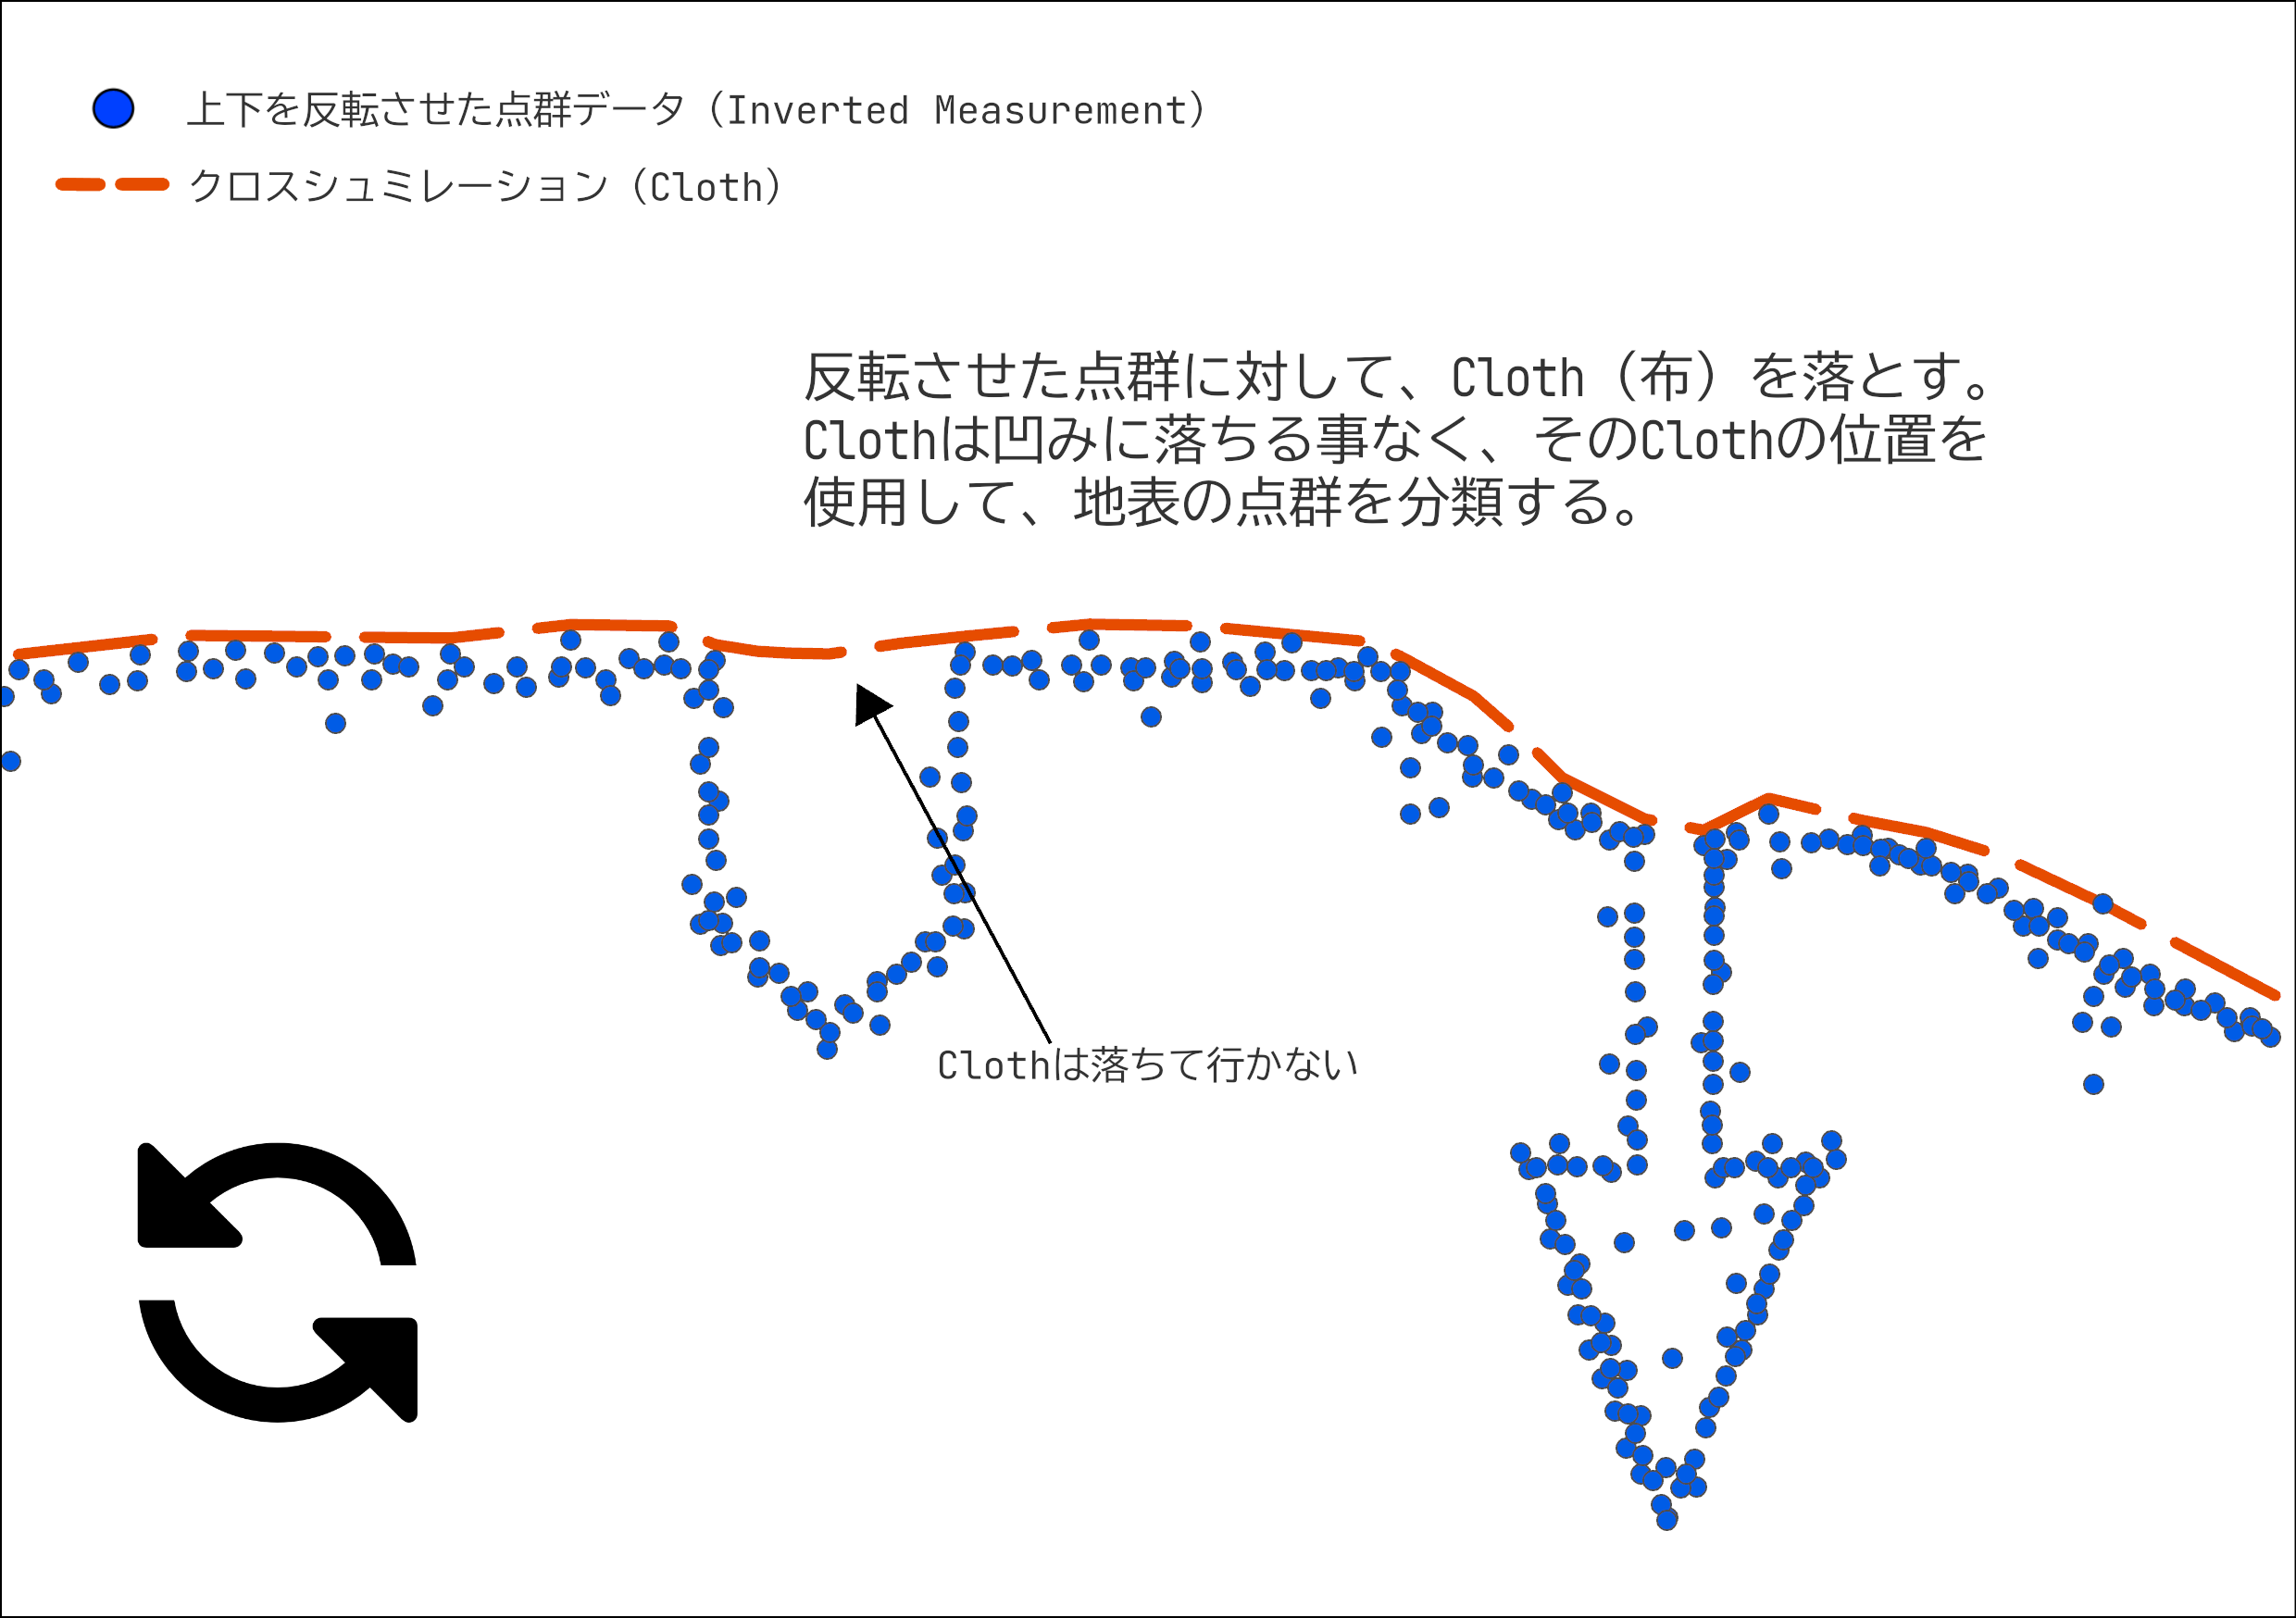 上下を反転させた点群データ（Inverted Measurement）
クロスシュミレーション（Cloth）
反転させた点群に対して、Cloth（布）を落とす。
Clothは凹みに落ちる事なく、そのClothの位置を
使用して、地表の点群を分類する。
Clothは落ちて行かない